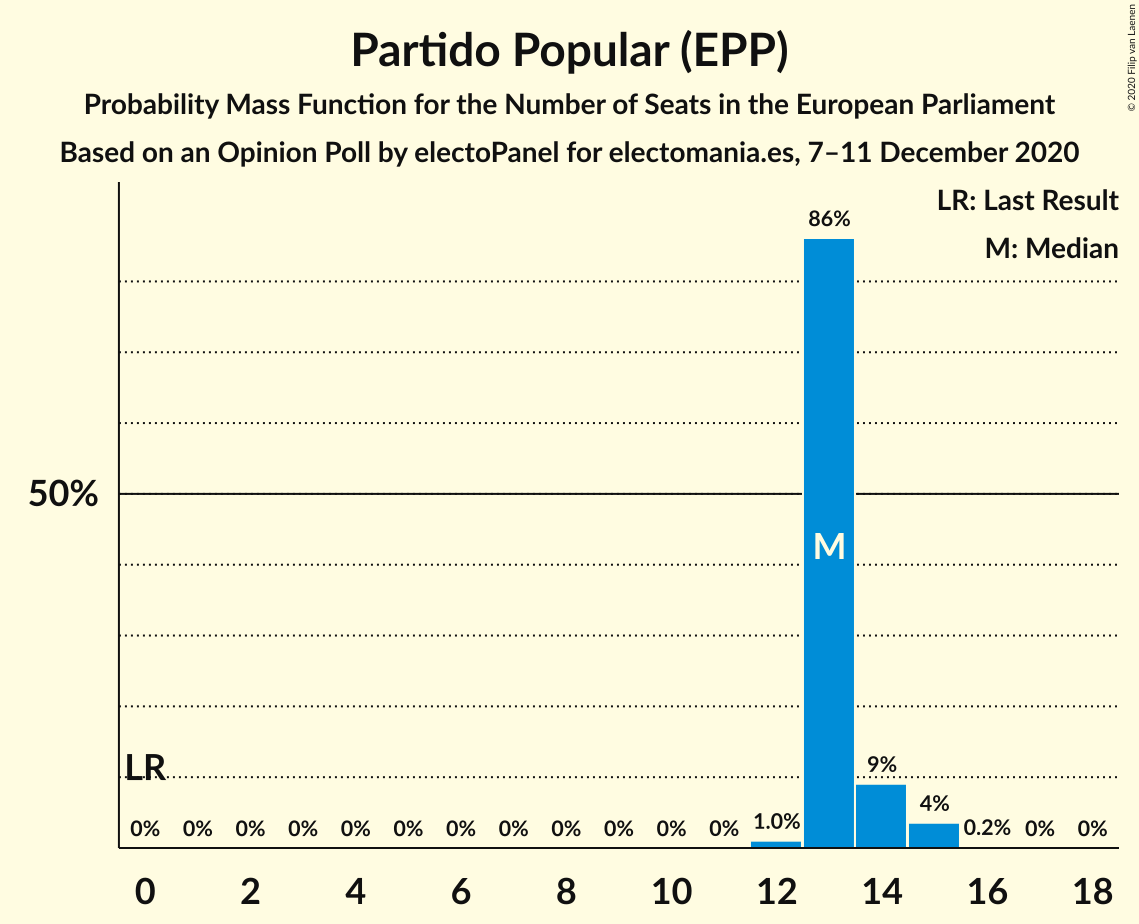 Partido Popular (EPP)
Probability Mass Function for the Number of Seats in the European Parliament
Based on an Opinion Poll by electoPanel for electomania.es, 7–11 December 2020
© 2020 Filip van Laenen
LR: Last Result
M: Median
86%
50%
M
LR
9%
4%
0% 0% 0% 0% 0% 0% 0% 0% 0% 0% 0% 0% 1.0% 0.2% 0% 0%
0 2 4 6 8 10 12 14 16 18